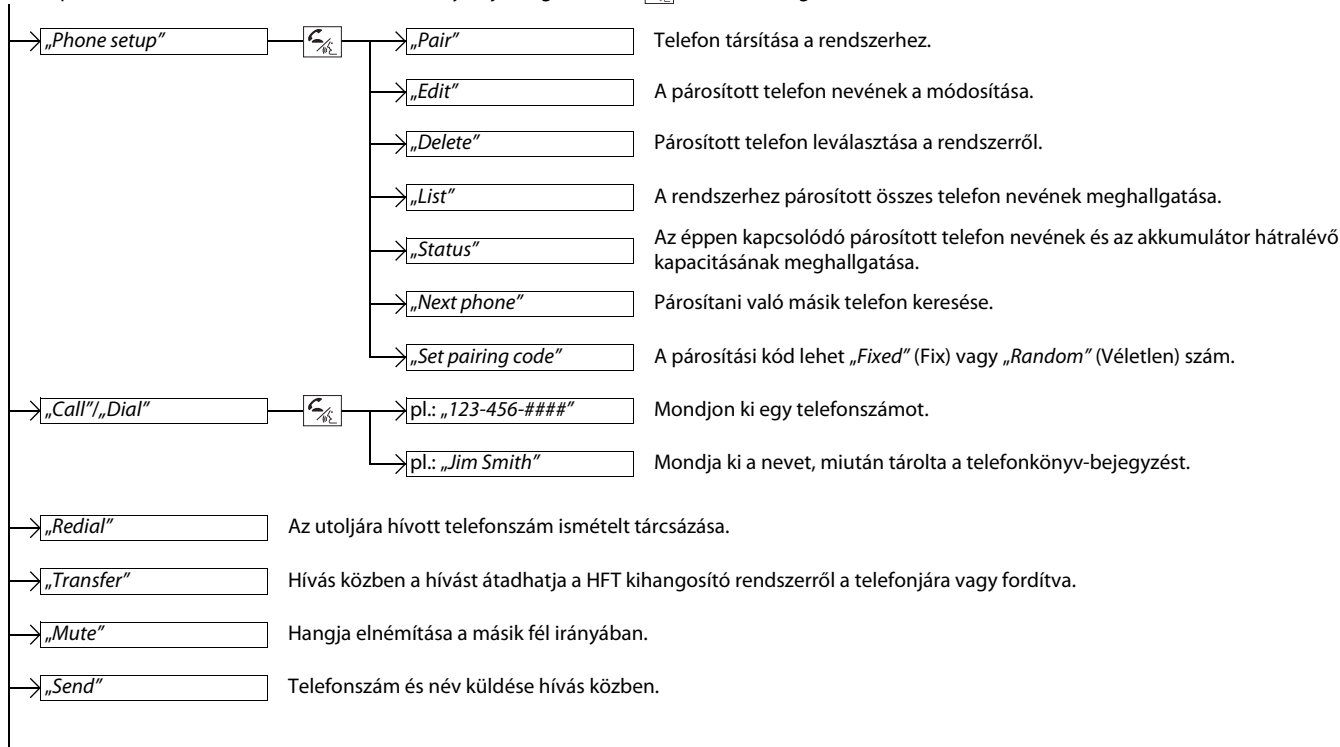 „Phone setup”
„Pair”
Telefon társítása a rendszerhez.
„Edit”
A párosított telefon nevének a módosítása.
„Delete”
Párosított telefon leválasztása a rendszerről.
„List”
A rendszerhez párosított összes telefon nevének meghallgatása.
„Status”
Az éppen kapcsolódó párosított telefon nevének és az akkumulátor hátralévő
kapacitásának meghallgatása.
„Next phone”
Párosítani való másik telefon keresése.
„Set pairing code”
A párosítási kód lehet „Fixed” (Fix) vagy „Random” (Véletlen) szám.
„Call”/„Dial”
pl.: „123-456-####”
Mondjon ki egy telefonszámot.
pl.: „Jim Smith”
Mondja ki a nevet, miután tárolta a telefonkönyv-bejegyzést.
„Redial”
Az utoljára hívott telefonszám ismételt tárcsázása.
„Transfer”
Hívás közben a hívást átadhatja a HFT kihangosító rendszerről a telefonjára vagy fordítva.
„Mute”
Hangja elnémítása a másik fél irányában.
„Send”
Telefonszám és név küldése hívás közben.